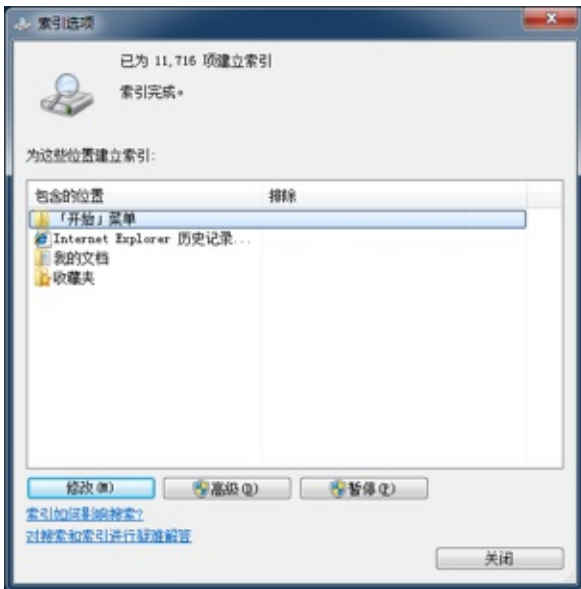 索引选项
已为 11,716 项建立索引
索引完成。
为这些位置建立索引:
包含的位置 排除
「开始」菜单
Internet Explorer 历史记录...
我的文档
收藏夹
修改(M) 高级(D) 暂停(P)
索引如何影响搜索?
对搜索和索引进行疑难解答
关闭